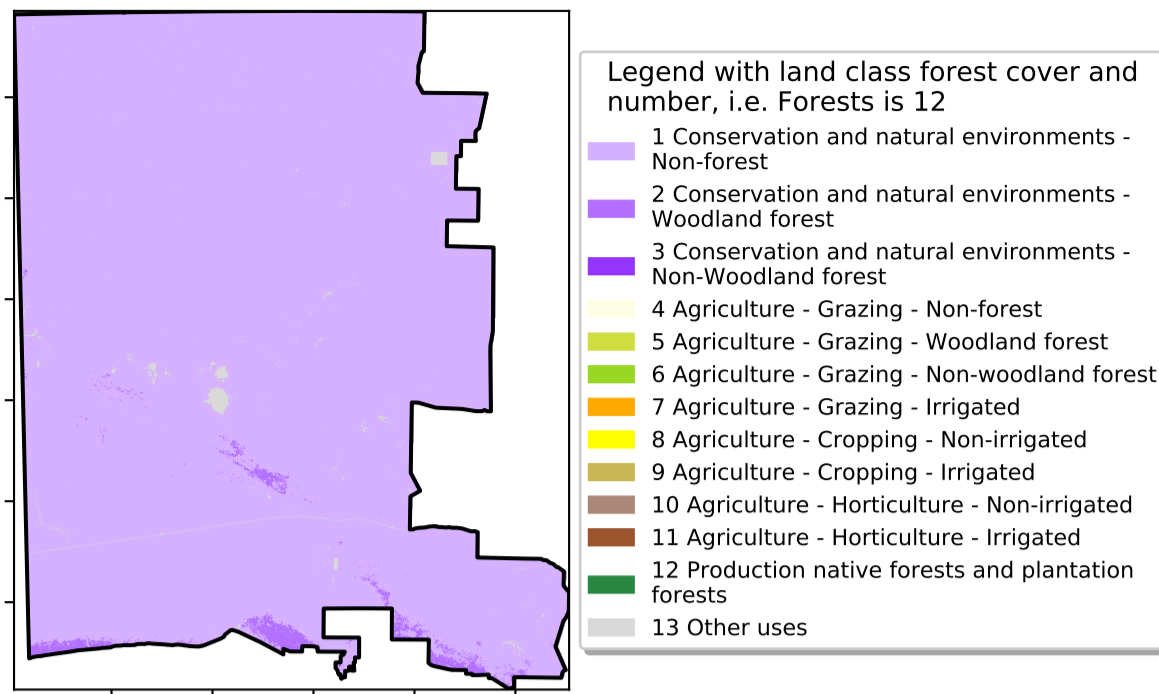 Legend with land class forest cover and
number, i.e. Forests is 12
1 Conservation and natural environments -
Non-forest
2 Conservation and natural environments -
Woodland forest
3 Conservation and natural environments -
Non-Woodland forest
4 Agriculture - Grazing - Non-forest
5 Agriculture - Grazing - Woodland forest
6 Agriculture - Grazing - Non-woodland forest
7 Agriculture - Grazing - Irrigated
8 Agriculture - Cropping - Non-irrigated
9 Agriculture - Cropping - Irrigated
10 Agriculture - Horticulture - Non-irrigated
11 Agriculture - Horticulture - Irrigated
12 Production native forests and plantation
forests
13 Other uses